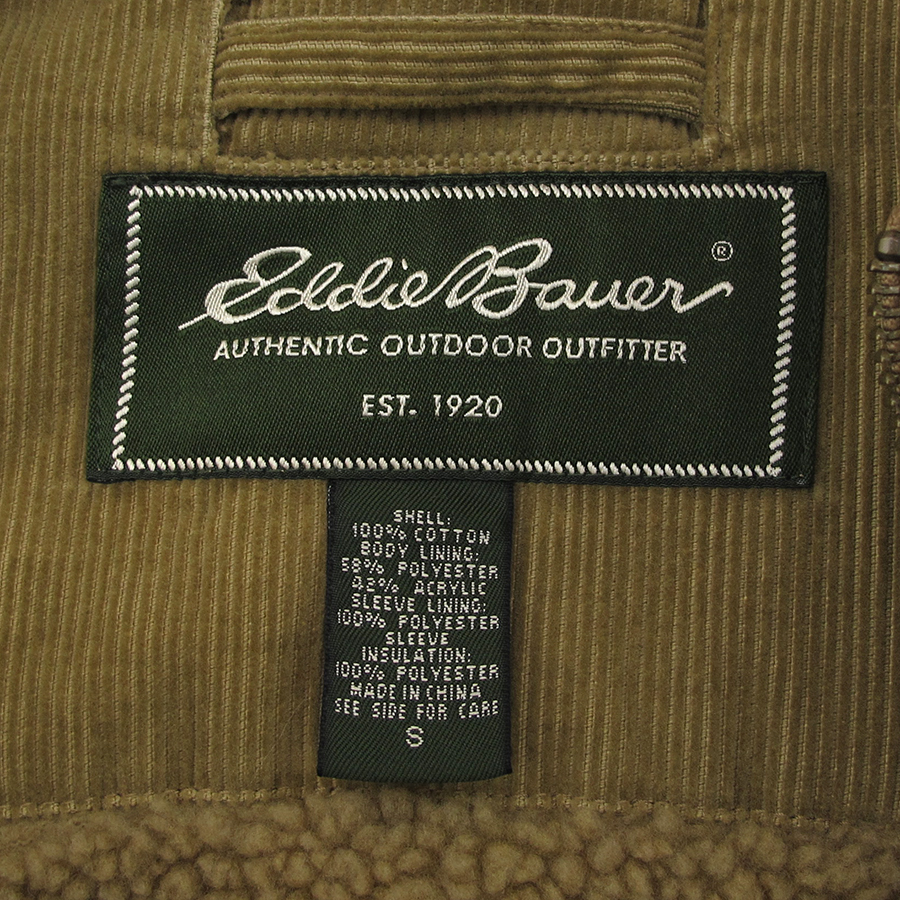 Eddie Bauer®
AUTHENTIC OUTDOOR OUTFITTER
EST. 1920
SHELL:
100% COTTON
BODY LINING:
58% POLYESTER
42% ACRYLIC
SLEEVE LINING:
100% POLYESTER
SLEEVE
INSULATION:
100% POLYESTER
MADE IN CHINA
SEE SIDE FOR CARE
S